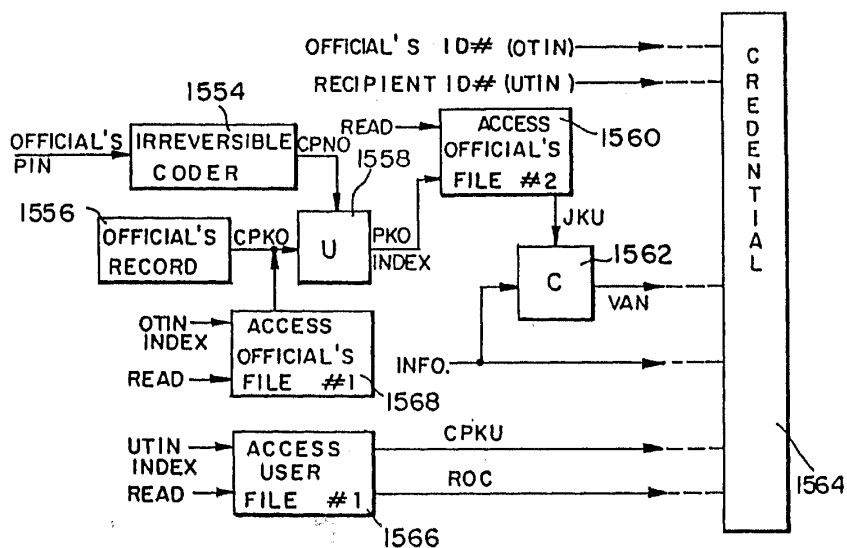 OFFICIAL'S ID# (OTIN)
RECIPIENT ID# (UTIN)
CREDENTIAL
1554
OFFICIAL'S
PIN
IRREVERSIBLE
CODER
CPNO
READ
ACCESS
OFFICIAL'S
FILE #2
1560
1558
1556
OFFICIAL'S
RECORD
CPKO
U
PKO
INDEX
JKU
C
1562
VAN
OTIN
INDEX
READ
ACCESS
OFFICIAL'S
FILE #1
1568
INFO.
UTIN
INDEX
READ
ACCESS
USER
FILE #1
1566
CPKU
ROC
1564